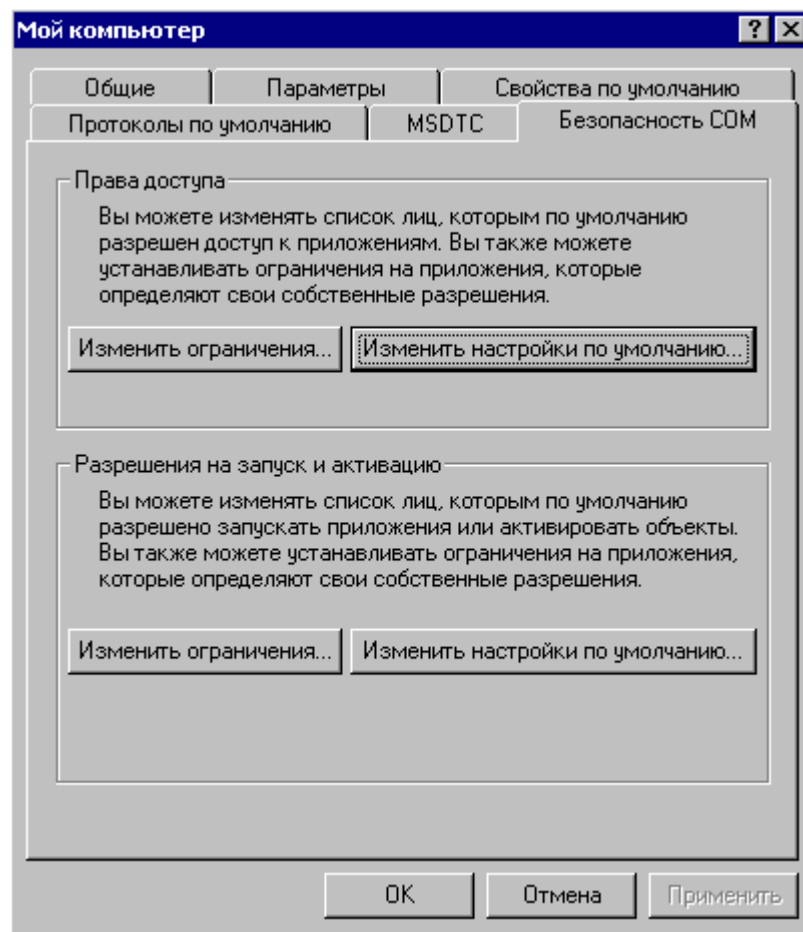 Мой компьютер
Общие
Параметры
Свойства по умолчанию
Протоколы по умолчанию
MSDTC
Безопасность COM
Права доступа
Вы можете изменять список лиц, которым по умолчанию
разрешен доступ к приложениям. Вы также можете
устанавливать ограничения на приложения, которые
определяют свои собственные разрешения.
Изменить ограничения...
Изменить настройки по умолчанию...
Разрешения на запуск и активацию
Вы можете изменять список лиц, которым по умолчанию
разрешено запускать приложения или активировать объекты.
Вы также можете устанавливать ограничения на приложения,
которые определяют свои собственные разрешения.
Изменить ограничения...
Изменить настройки по умолчанию...
OK
Отмена
Применить